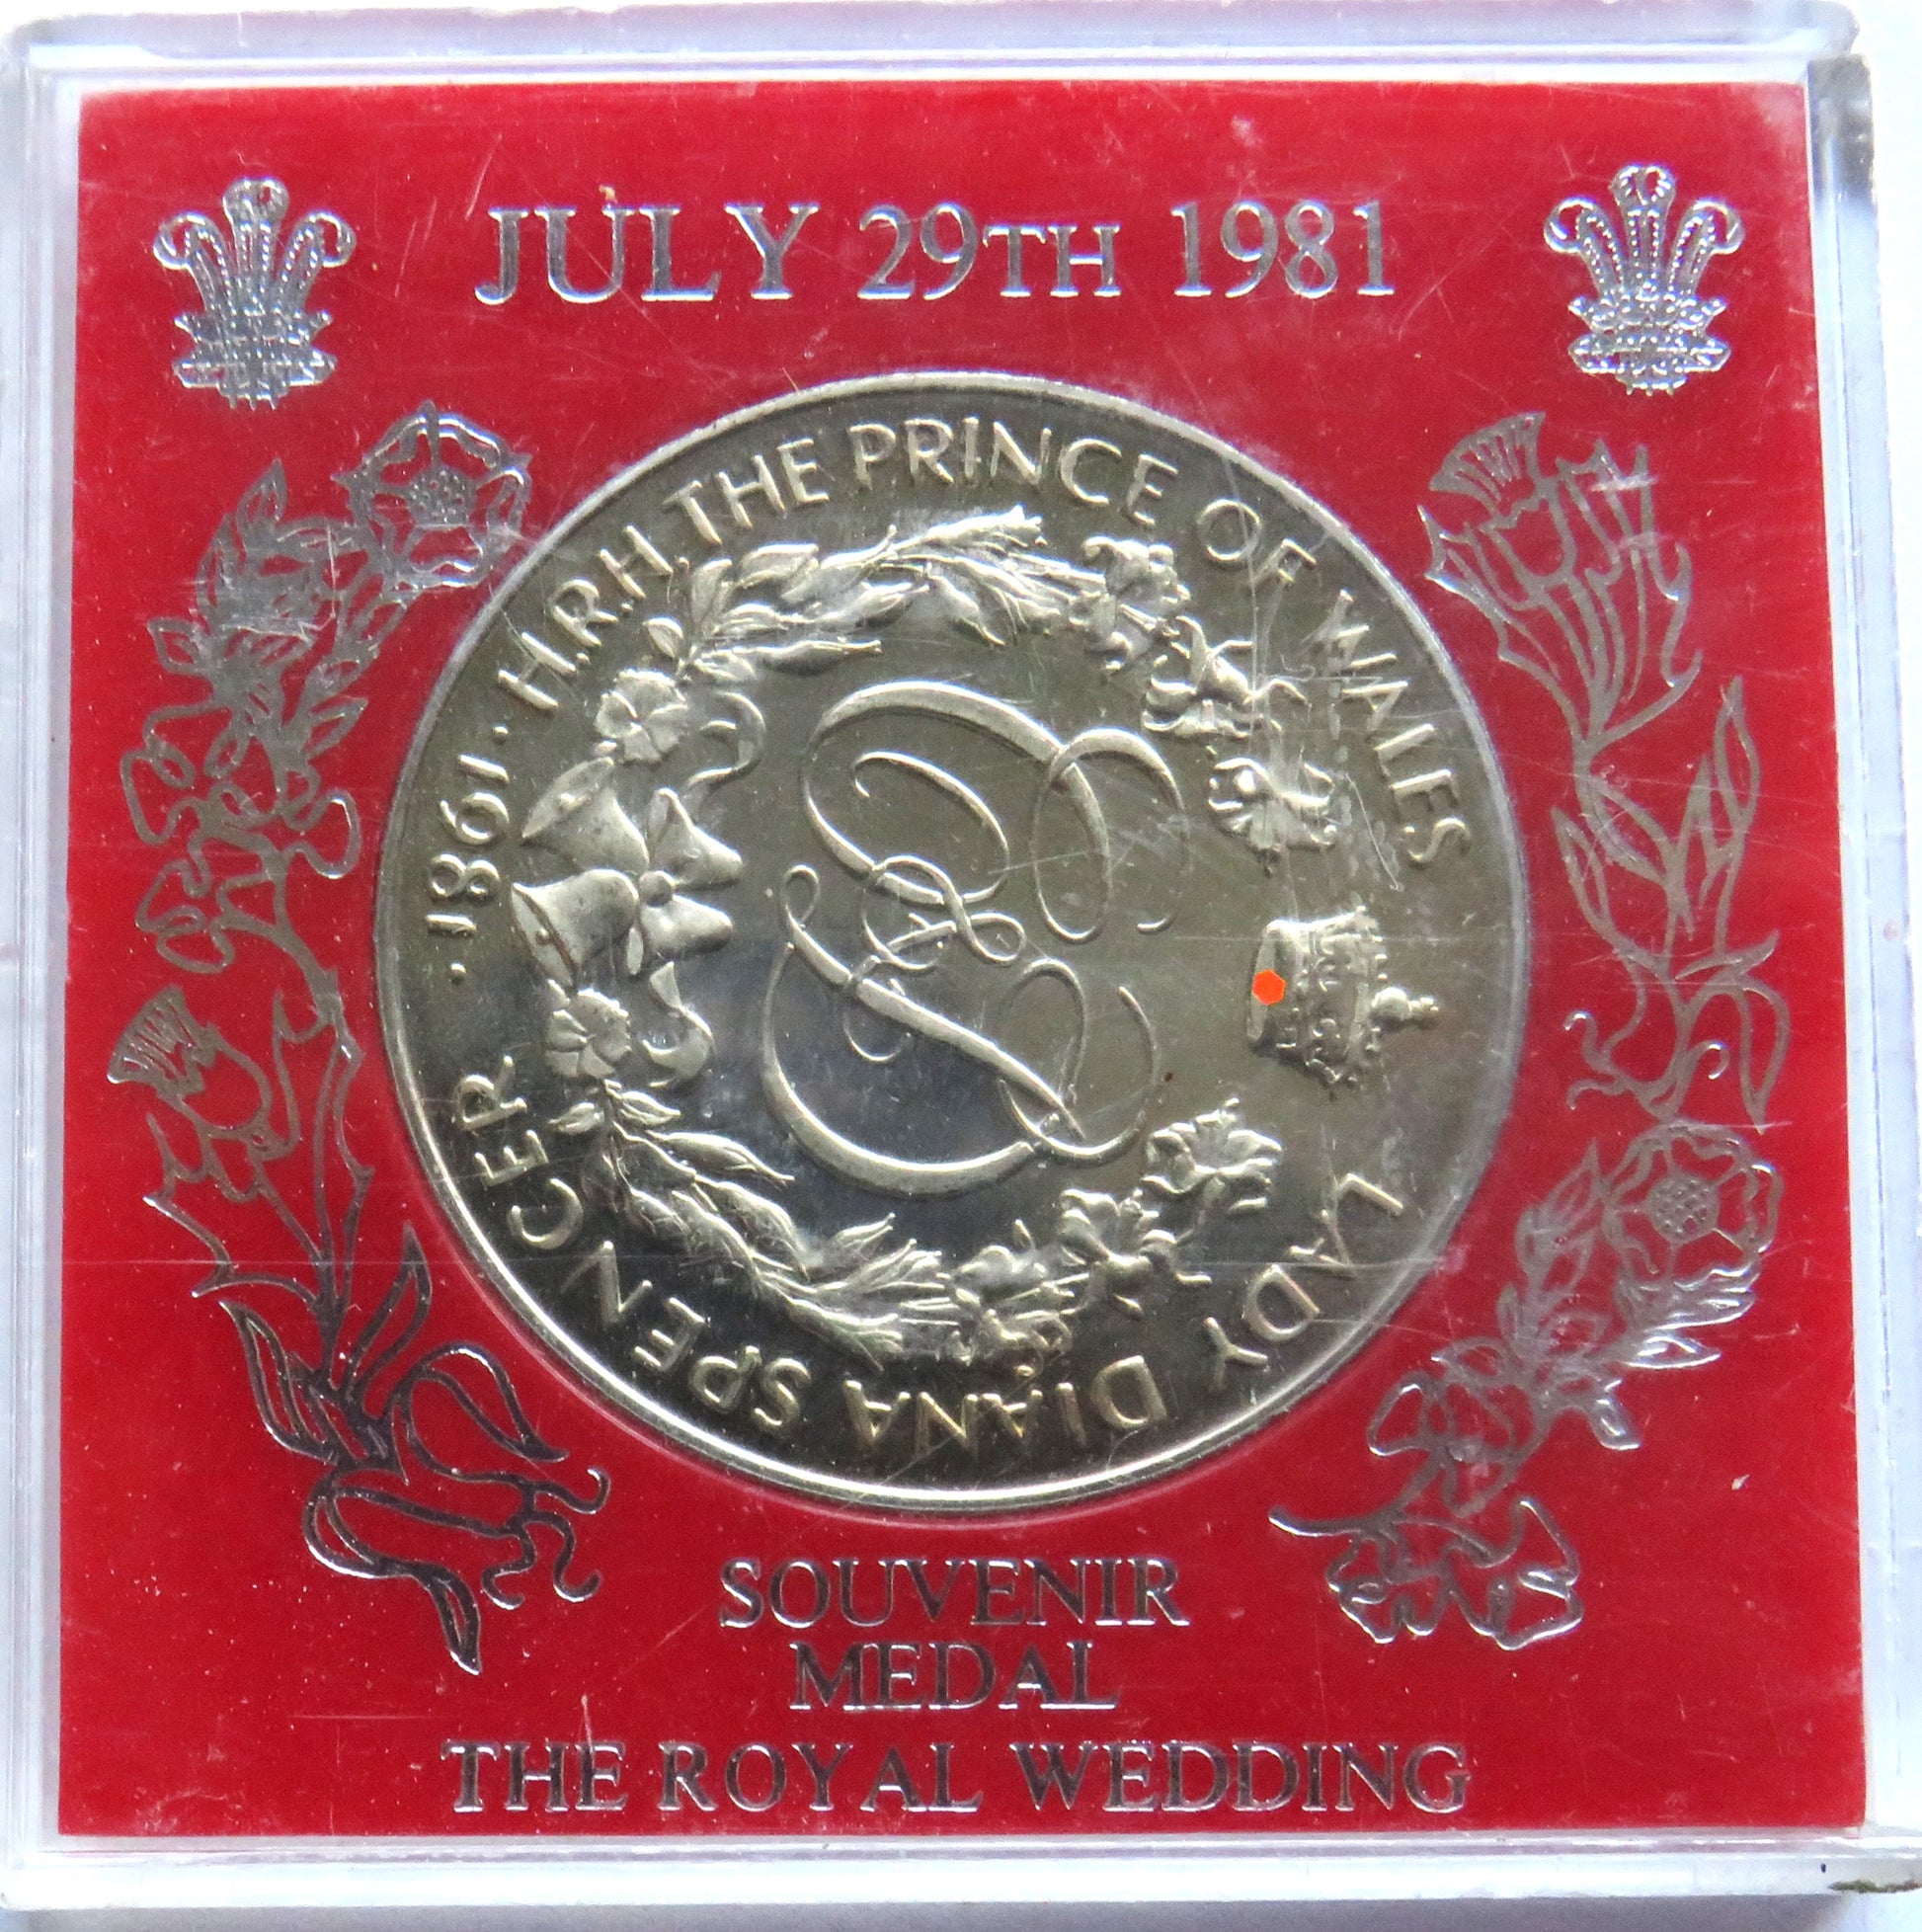 JULY 29TH 1981
· H.R.H. THE PRINCE OF WALES
LADY DIANA SPENCER
· 1981 ·
C & D
SOUVENIR
MEDAL
THE ROYAL WEDDING